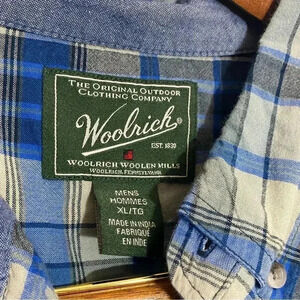 THE ORIGINAL OUTDOOR
CLOTHING COMPANY
Woolrich®
EST. 1830
WOOLRICH WOOLEN MILLS
WOOLRICH, PENNSYLVANIA
MENS
HOMMES
XL/TG
MADE IN INDIA
FABRIQUÉ
EN INDE